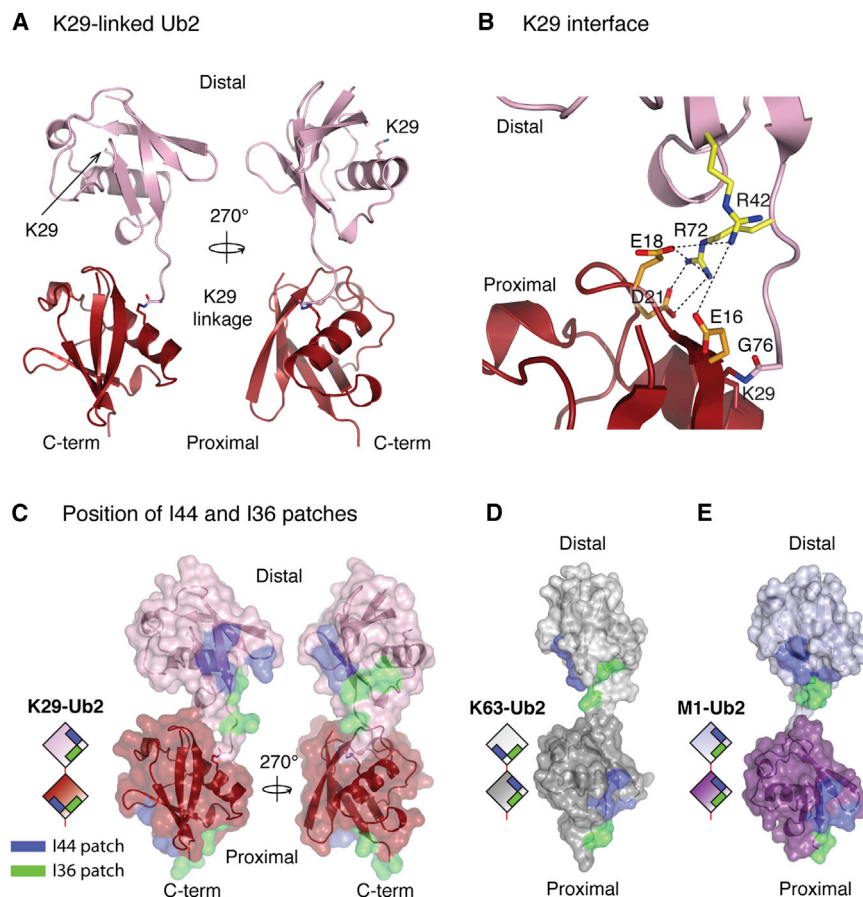 A K29-linked Ub2
Distal
K29
K29
270°
K29
linkage
C-term
Proximal
C-term
B K29 interface
Distal
R42
R72
E18
Proximal
D21
E16
G76
K29
C Position of I44 and I36 patches
Distal
K29-Ub2
270°
I44 patch
I36 patch
Proximal
C-term
C-term
D
Distal
K63-Ub2
Proximal
E
Distal
M1-Ub2
Proximal